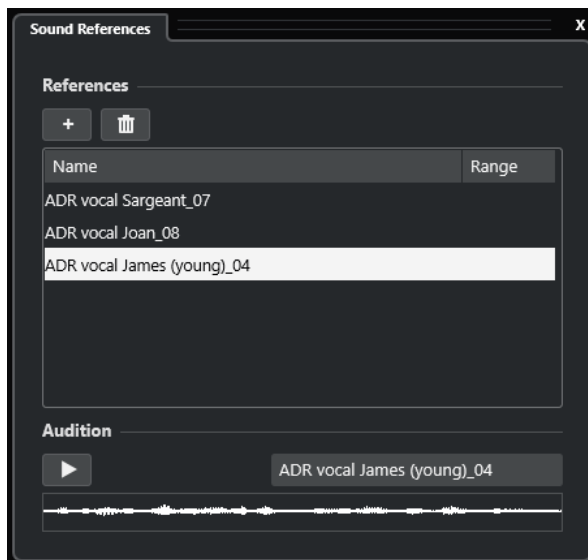 Sound References
X
References
+
Name Range
ADR vocal Sargeant_07
ADR vocal Joan_08
ADR vocal James (young)_04
Audition
ADR vocal James (young)_04